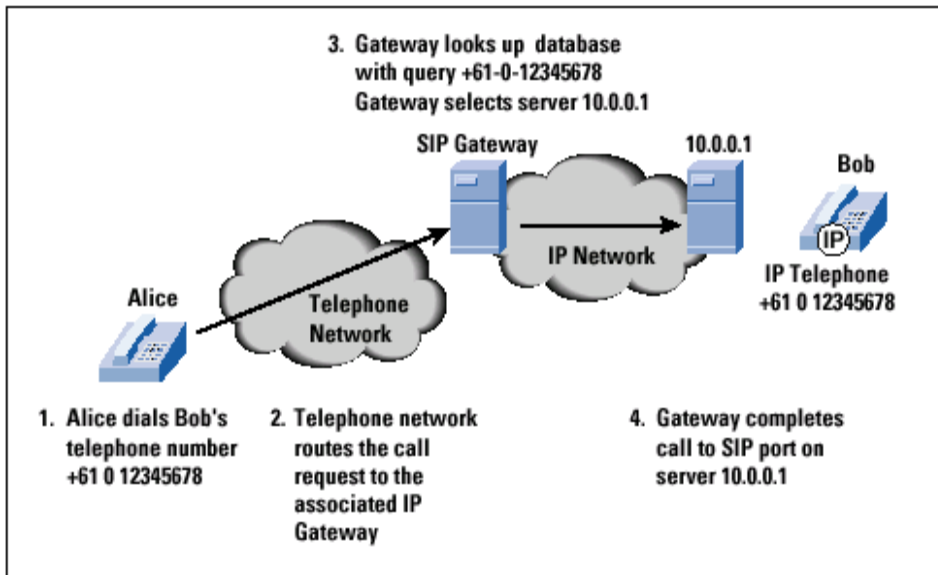 3. Gateway looks up database
with query +61-0-12345678
Gateway selects server 10.0.0.1
SIP Gateway
10.0.0.1
Bob
IP
IP Network
IP Telephone
+61 0 12345678
Alice
Telephone
Network
1. Alice dials Bob's
telephone number
+61 0 12345678
2. Telephone network
routes the call
request to the
associated IP
Gateway
4. Gateway completes
call to SIP port on
server 10.0.0.1